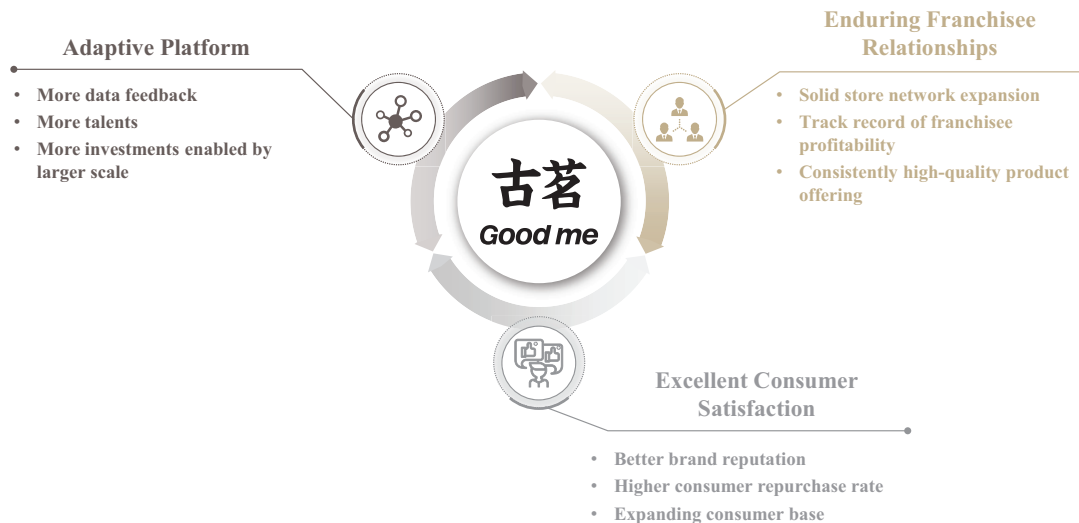 Adaptive Platform
• More data feedback
• More talents
• More investments enabled by
larger scale
Enduring Franchisee
Relationships
• Solid store network expansion
• Track record of franchisee
profitability
• Consistently high-quality product
offering
古茗
Good me
Excellent Consumer
Satisfaction
• Better brand reputation
• Higher consumer repurchase rate
• Expanding consumer base